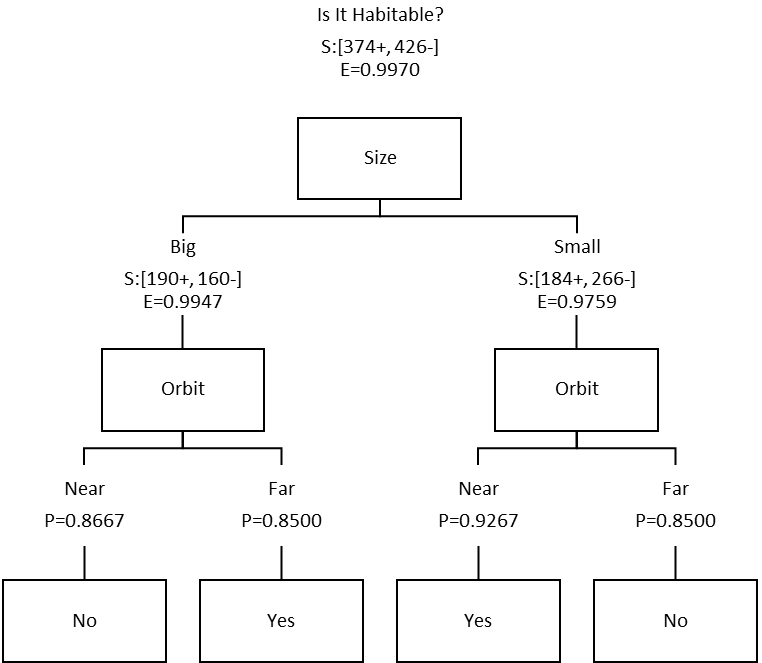 Is It Habitable?
S:[374+, 426-]
E=0.9970
Size
Big
S:[190+, 160-]
E=0.9947
Small
S:[184+, 266-]
E=0.9759
Orbit
Orbit
Near
P=0.8667
Far
P=0.8500
Near
P=0.9267
Far
P=0.8500
No
Yes
Yes
No